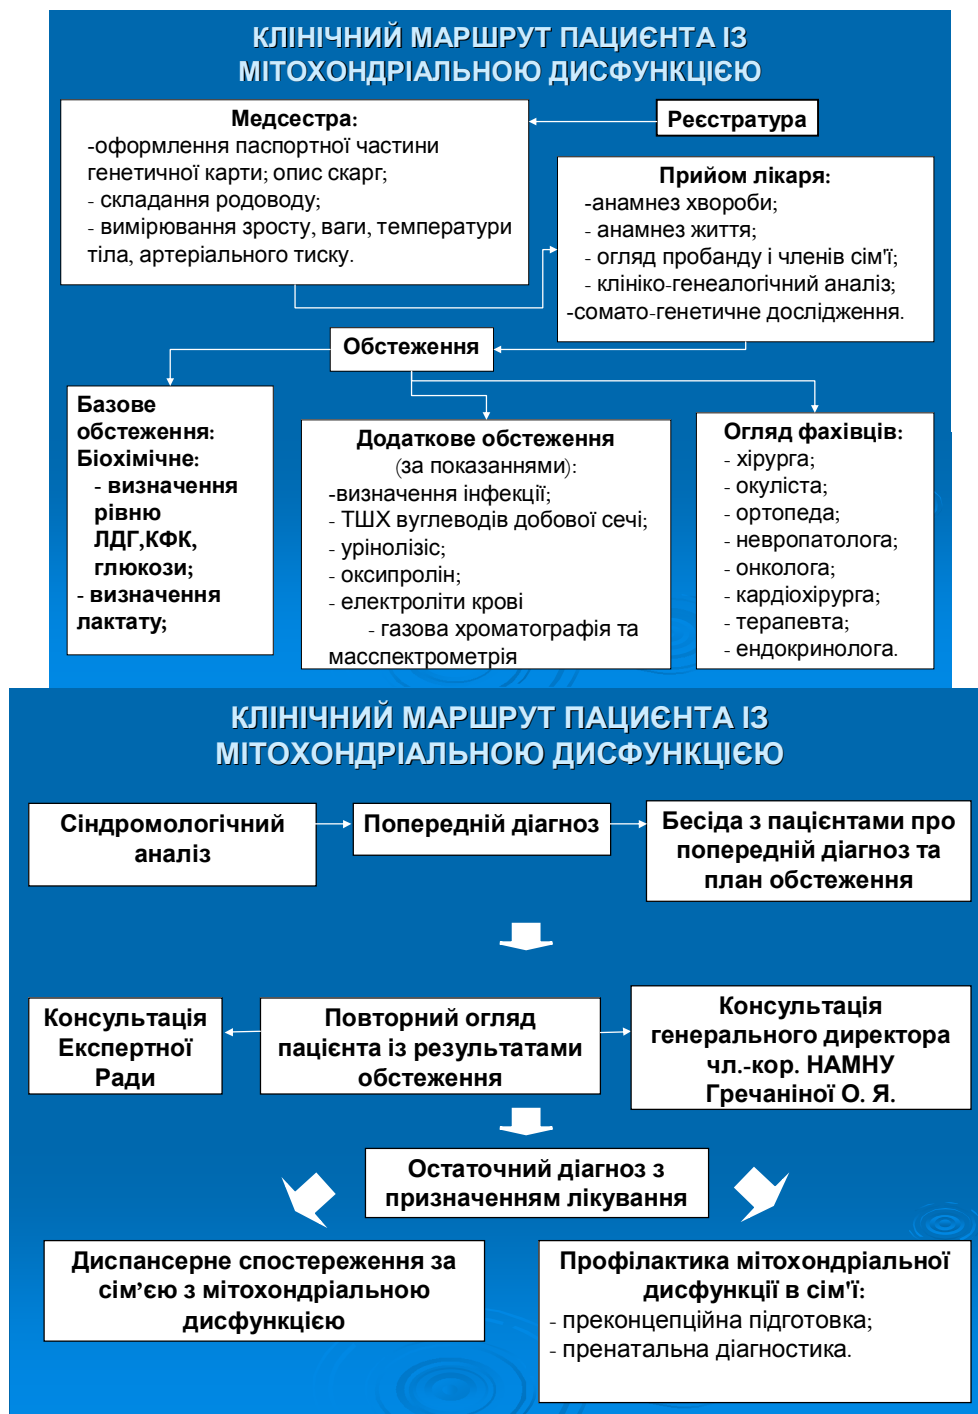 КЛІНІЧНИЙ МАРШРУТ ПАЦИЄНТА ІЗ
МІТОХОНДРІАЛЬНОЮ ДИСФУНКЦІЄЮ
Медсестра:
-оформлення паспортної частини
генетичної карти; опис скарг;
- складання родоводу;
- вимірювання зросту, ваги, температури
тіла, артеріального тиску.
Реєстратура
Прийом лікаря:
-анамнез хвороби;
- анамнез життя;
- огляд пробанду і членів сім'ї;
- клініко-генеалогічний аналіз;
-сомато-генетичне дослідження.
Обстеження
Базове
обстеження:
Біохімічне:
- визначення
рівню
ЛДГ,КФК,
глюкози;
- визначення
лактату;
Додаткове обстеження
(за показаннями):
-визначення інфекції;
- ТШХ вуглеводів добової сечі;
- урінолізіс;
- оксипролін;
- електроліти крові
- газова хроматографія та
масспектрометрія
Огляд фахівців:
- хірурга;
- окуліста;
- ортопеда;
- невропатолога;
- онколога;
- кардіохірурга;
- терапевта;
- ендокринолога.
КЛІНІЧНИЙ МАРШРУТ ПАЦИЄНТА ІЗ
МІТОХОНДРІАЛЬНОЮ ДИСФУНКЦІЄЮ
Сіндромологічний
аналіз
Попередній діагноз
Бесіда з пацієнтами про
попередній діагноз та
план обстеження
Консультація
Експертної
Ради
Повторний огляд
пацієнта із результатами
обстеження
Консультація
генерального директора
чл.-кор. НАМНУ
Гречаніної О. Я.
Остаточний діагноз з
призначенням лікування
Диспансерне спостереження за
сім’єю з мітохондріальною
дисфункцією
Профілактика мітохондріальної
дисфункції в сім'ї:
- преконцепційна підготовка;
- пренатальна діагностика.